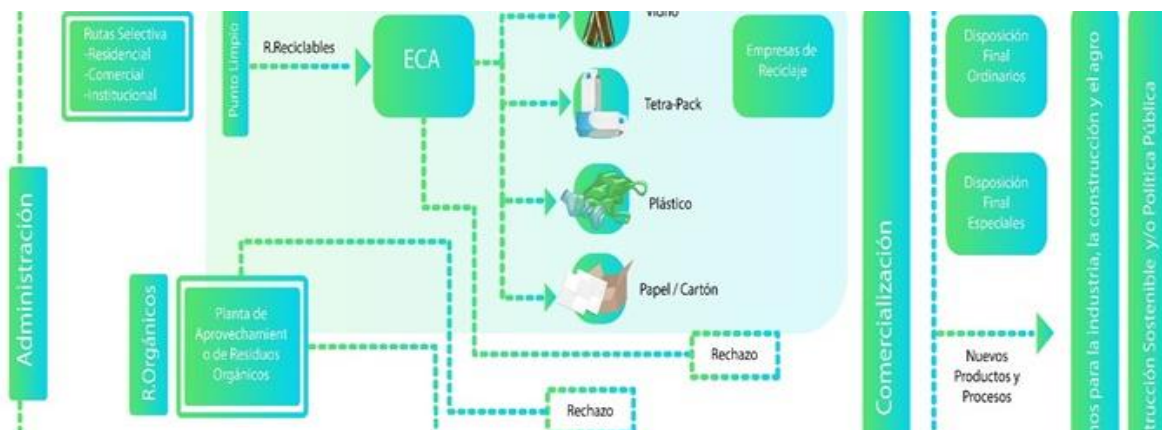 Administración
Rutas Selectiva
-Residencial
-Comercial
-Institucional
Punto Limpio
R.Reciclables
ECA
Vidrio
Tetra-Pack
Plástico
Papel / Cartón
Empresas de
Reciclaje
R.Orgánicos
Planta de
Aprovechamient
o de Residuos
Orgánicos
Rechazo
Rechazo
Comercialización
Disposición
Final
Ordinarios
Disposición
Final
Especiales
Nuevos
Productos y
Procesos
para la industria, la construcción y el agro
Sostenible y/o Política Pública